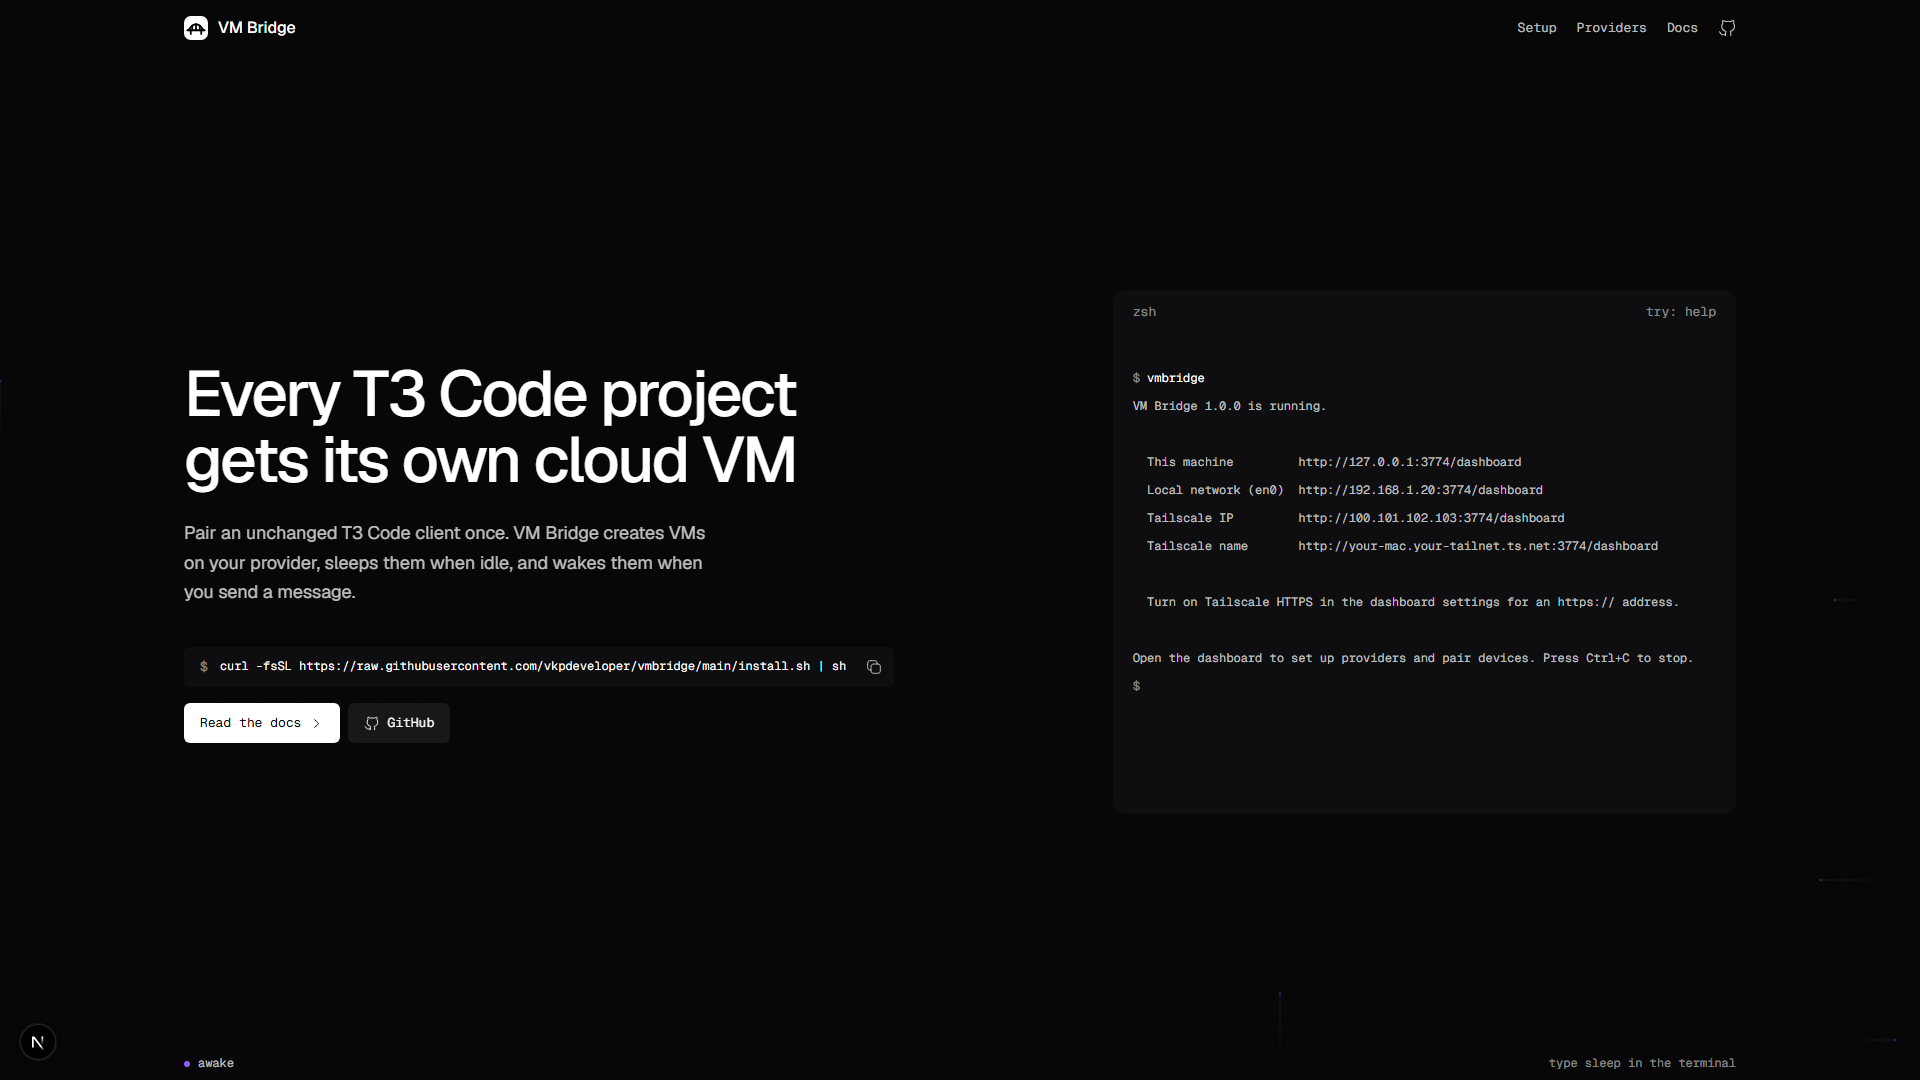 VM Bridge
Setup Providers Docs
zsh
try: help
Every T3 Code project
gets its own cloud VM
Pair an unchanged T3 Code client once. VM Bridge creates VMs
on your provider, sleeps them when idle, and wakes them when
you send a message.
$ curl -fsSL https://raw.githubusercontent.com/vkpdeveloper/vmbridge/main/install.sh | sh
Read the docs
GitHub
$ vmbridge
VM Bridge 1.0.0 is running.
This machine http://127.0.0.1:3774/dashboard
Local network (en0) http://192.168.1.20:3774/dashboard
Tailscale IP http://100.101.102.103:3774/dashboard
Tailscale name http://your-mac.your-tailnet.ts.net:3774/dashboard
Turn on Tailscale HTTPS in the dashboard settings for an https:// address.
Open the dashboard to set up providers and pair devices. Press Ctrl+C to stop.
$
N
awake
type sleep in the terminal